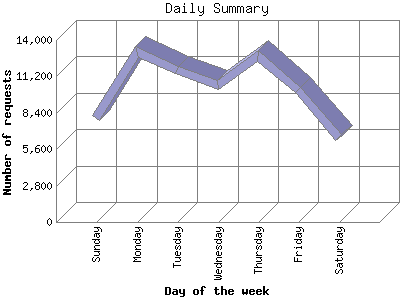 Daily Summary
14,000
11,200
8,400
5,600
2,800
0
Number of requests
Sunday
Monday
Tuesday
Wednesday
Thursday
Friday
Saturday
Day of the week